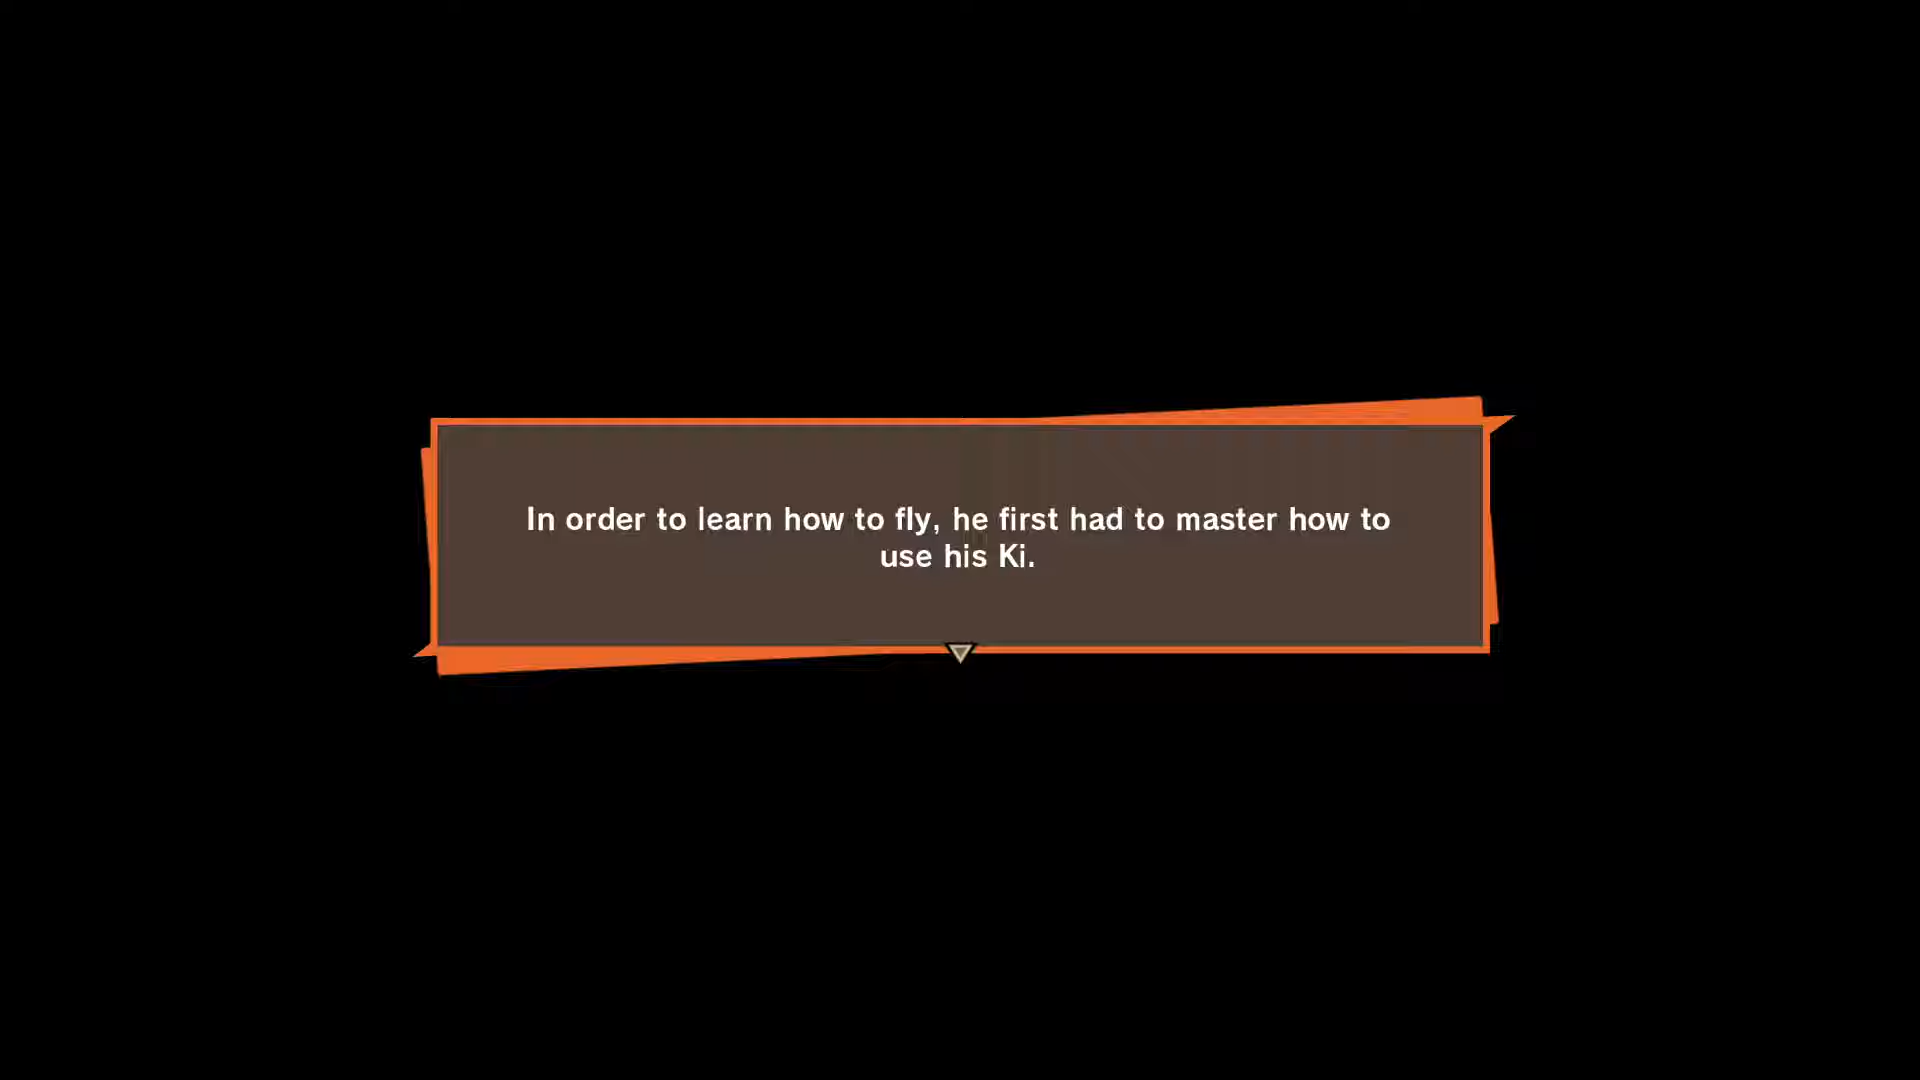 In order to learn how to fly, he first had to master how to
use his Ki.